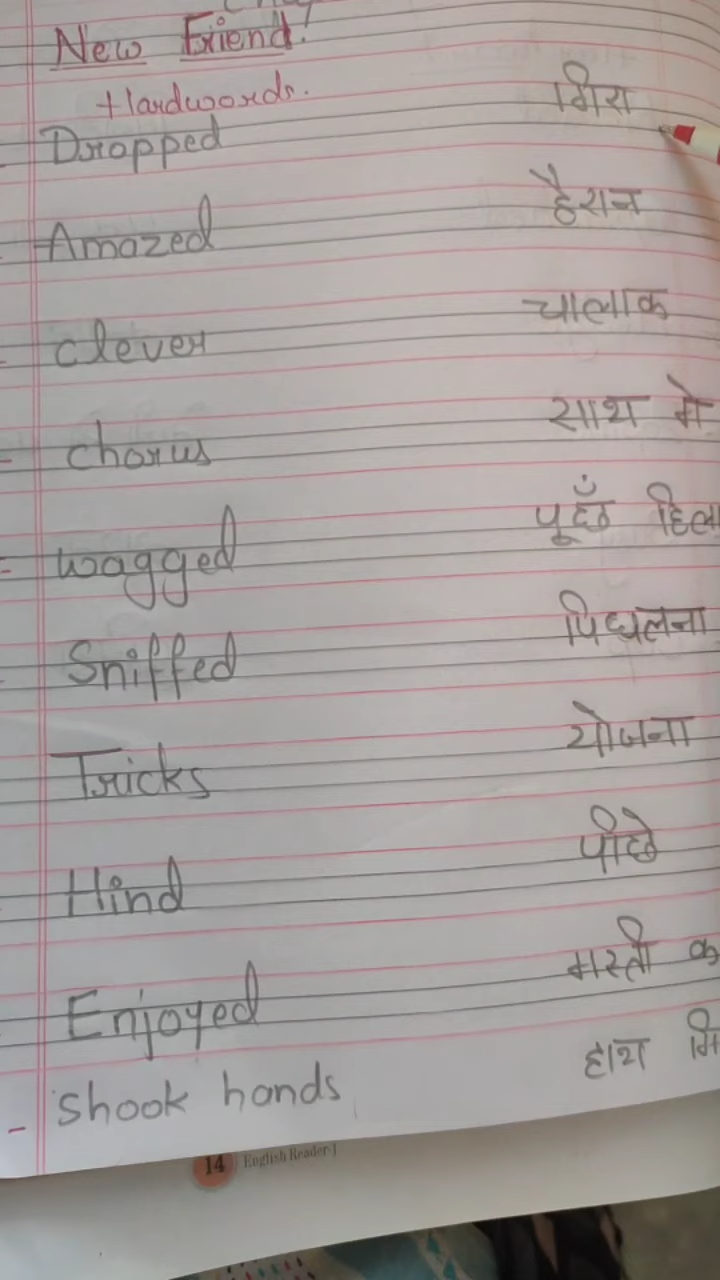 New Friend!
Hardwords.
Dropped गिरा
Amazed हैरान
clever चालाक
chorus साथ मे
wagged पूछँ हिला
Sniffed पिघलना
Tricks योजना
Hind पीछे
Enjoyed मस्ती क
Shook hands हाथ मि
14 English Reader-1